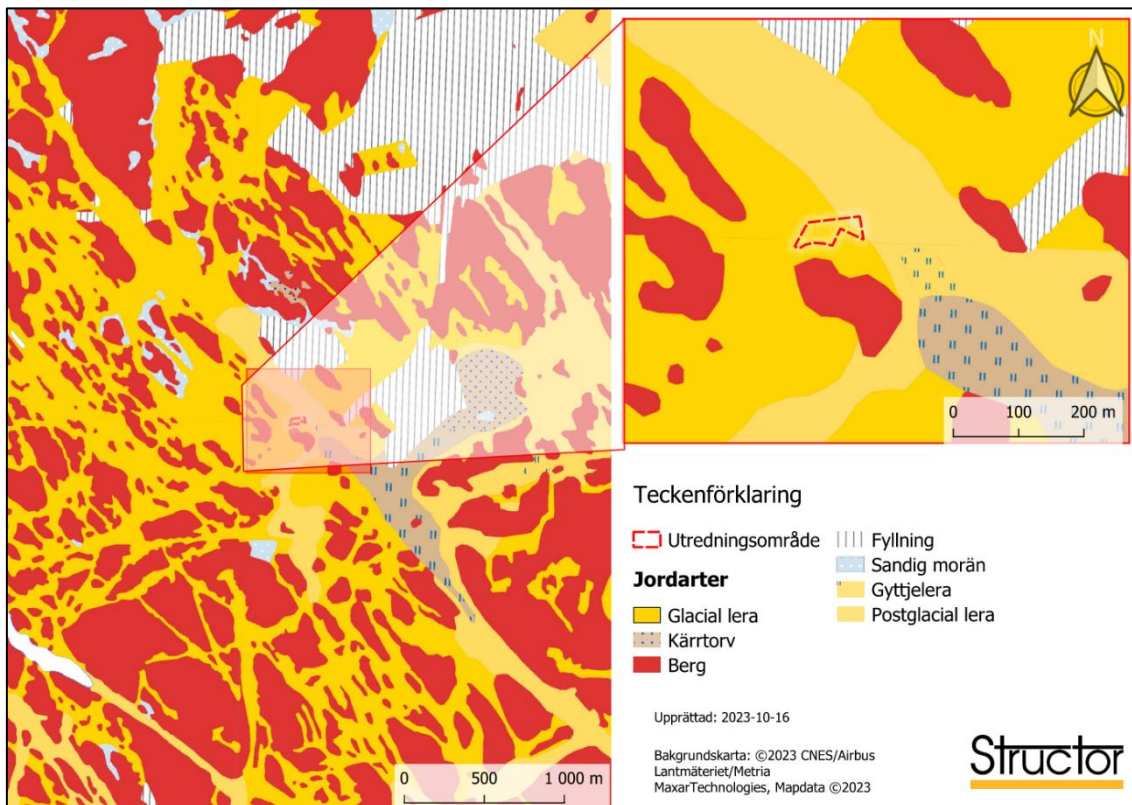 N
0 100 200 m
Teckenförklaring
Utredningsområde
Jordarter
Glacial lera
Kärrtorv
Berg
Fyllning
Sandig morän
Gyttjelera
Postglacial lera
Upprättad: 2023-10-16
Bakgrundskarta: ©2023 CNES/Airbus
Lantmäteriet/Metria
MaxarTechnologies, Mapdata ©2023
Structor
0 500 1 000 m